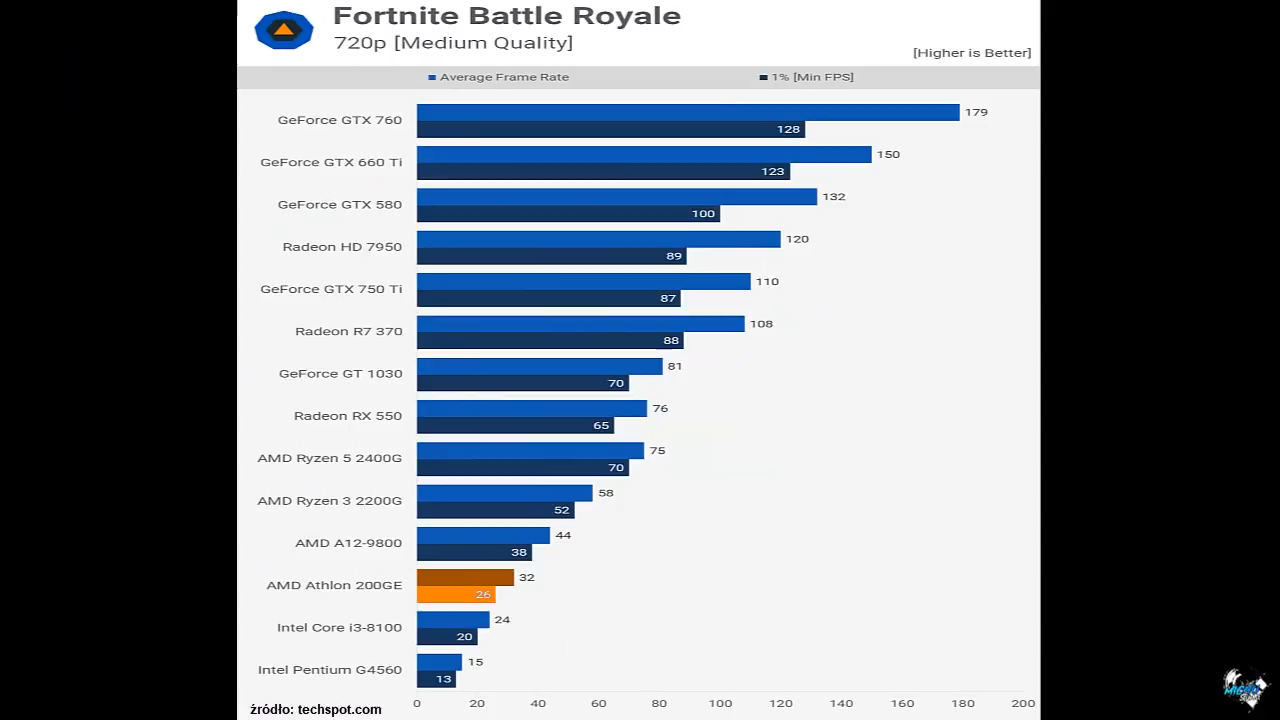 Fortnite Battle Royale
720p [Medium Quality]
[Higher is Better]
Average Frame Rate 1% [Min FPS]
GeForce GTX 760 179
128
GeForce GTX 660 Ti 150
123
GeForce GTX 580 132
100
Radeon HD 7950 120
89
GeForce GTX 750 Ti 110
87
Radeon R7 370 108
88
GeForce GT 1030 81
70
Radeon RX 550 76
65
AMD Ryzen 5 2400G 75
70
AMD Ryzen 3 2200G 58
52
AMD A12-9800 44
38
AMD Athlon 200GE 32
26
Intel Core i3-8100 24
20
Intel Pentium G4560 15
13
0 20 40 60 80 100 120 140 160 180 200
źródło: techspot.com